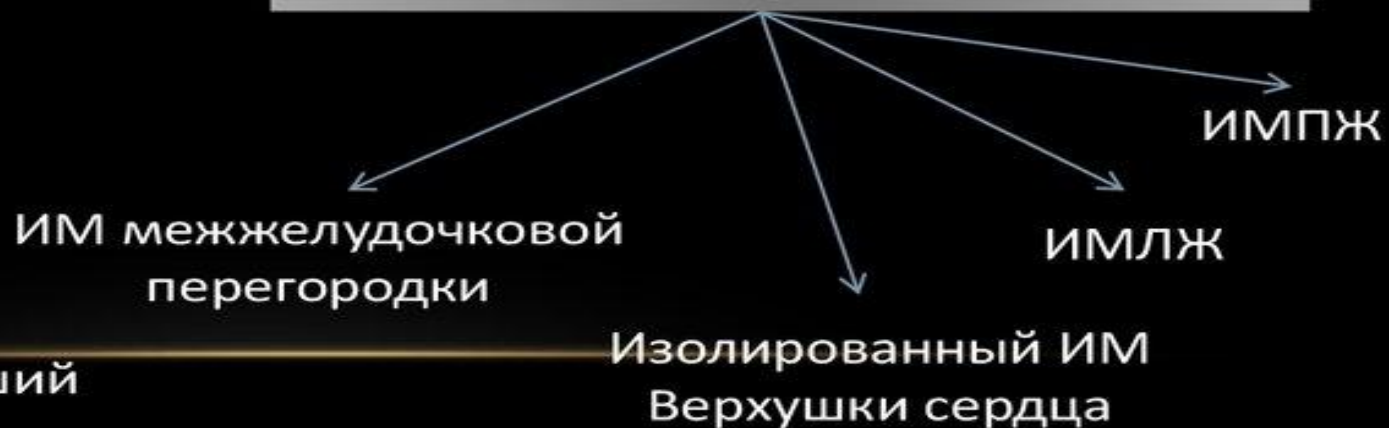 ИМПЖ
ИМ межжелудочковой
перегородки
ИМЛЖ
Изолированный ИМ
Верхушки сердца